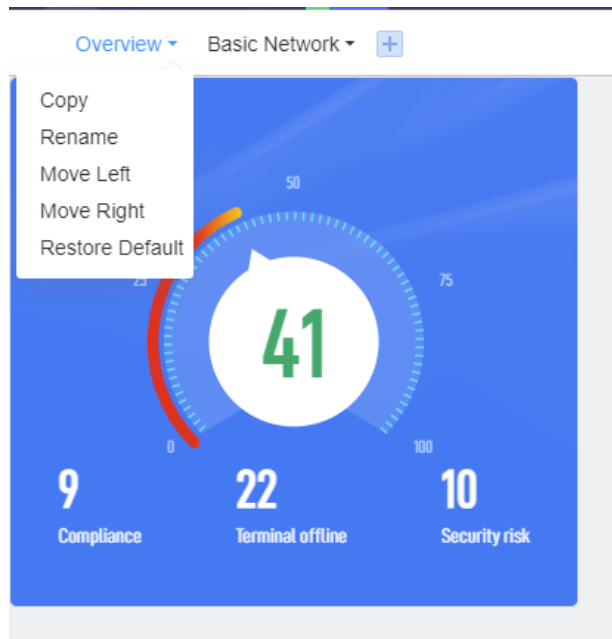 Overview Basic Network +
Copy
Rename
Move Left
Move Right
Restore Default
50
25
75
41
0
100
9 22 10
Compliance Terminal offline Security risk